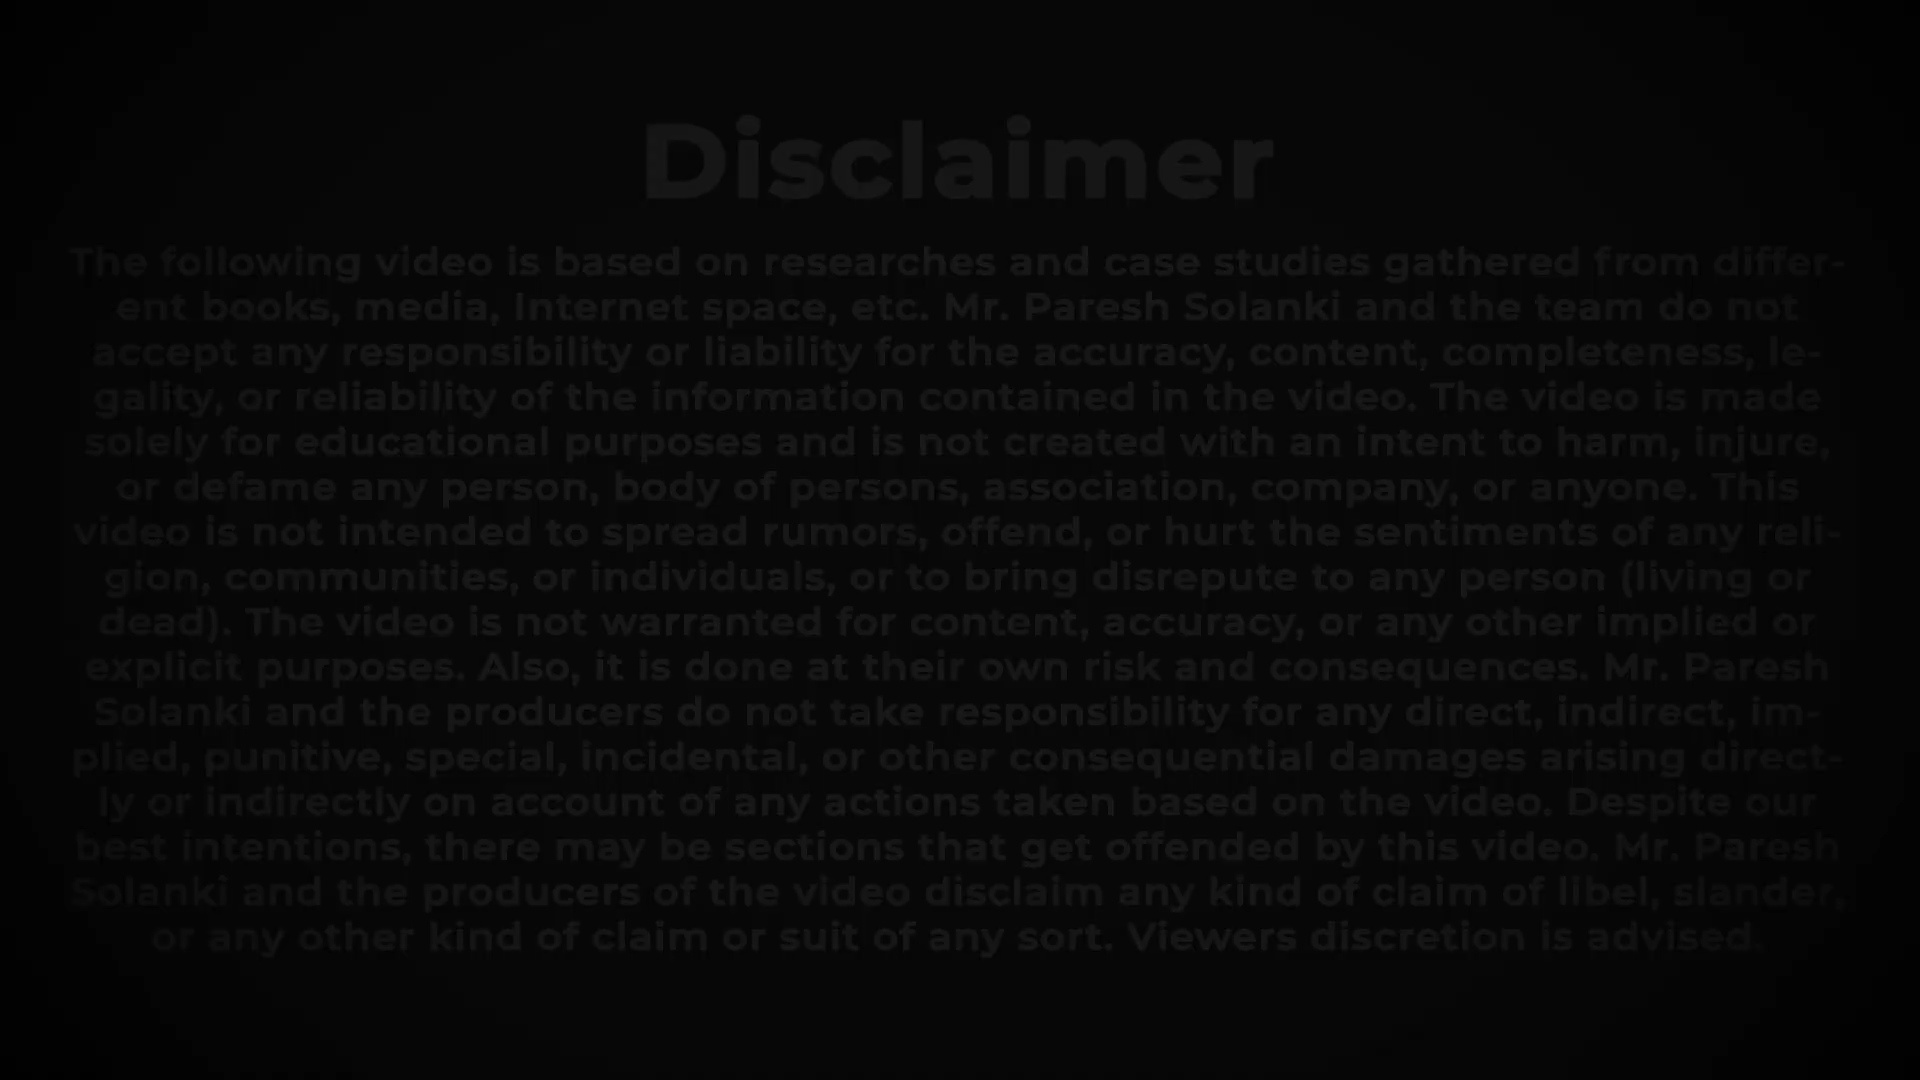 Disclaimer
The following video is based on researches and case studies gathered from differ-
ent books, media, Internet space, etc. Mr. Paresh Solanki and the team do not
accept any responsibility or liability for the accuracy, content, completeness, le-
gality, or reliability of the information contained in the video. The video is made
solely for educational purposes and is not created with an intent to harm, injure,
or defame any person, body of persons, association, company, or anyone. This
video is not intended to spread rumors, offend, or hurt the sentiments of any reli-
gion, communities, or individuals, or to bring disrepute to any person (living or
dead). The video is not warranted for content, accuracy, or any other implied or
explicit purposes. Also, it is done at their own risk and consequences. Mr. Paresh
Solanki and the producers do not take responsibility for any direct, indirect, im-
plied, punitive, special, incidental, or other consequential damages arising direct-
ly or indirectly on account of any actions taken based on the video. Despite our
best intentions, there may be sections that get offended by this video. Mr. Paresh
Solanki and the producers of the video disclaim any kind of claim of libel, slander,
or any other kind of claim or suit of any sort. Viewers discretion is advised.